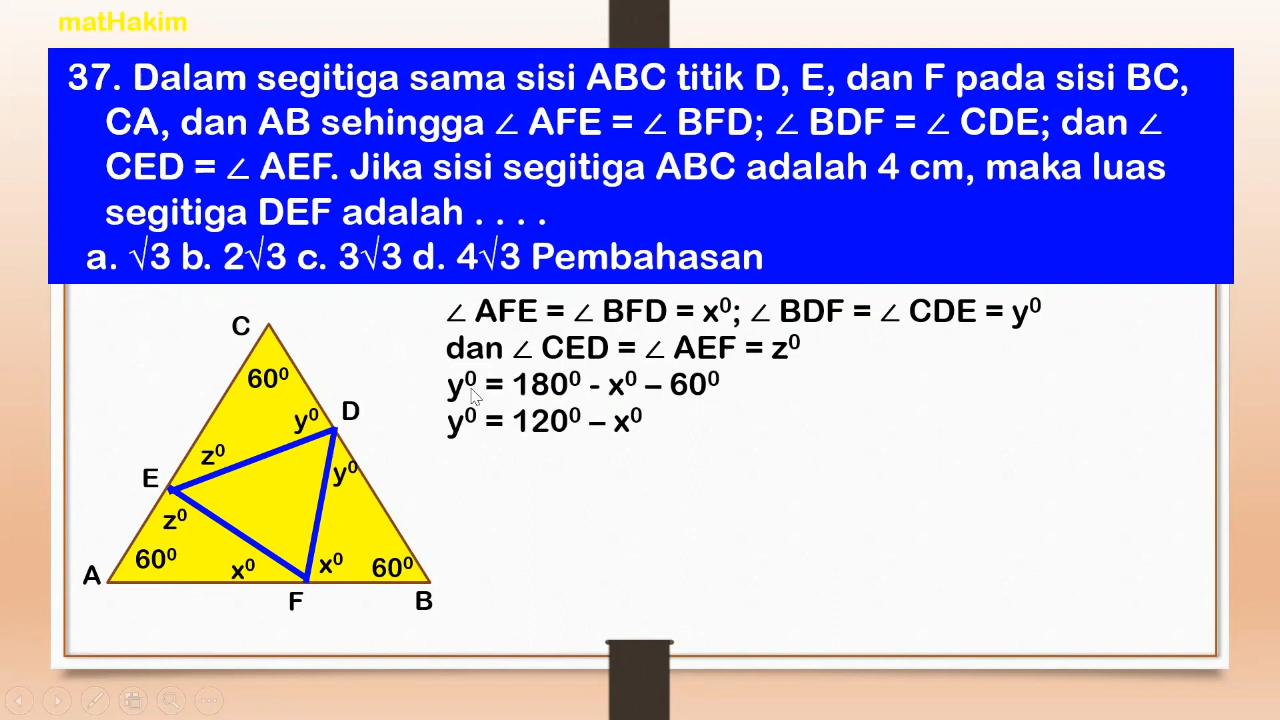 matHakim
37. Dalam segitiga sama sisi ABC titik D, E, dan F pada sisi BC,
CA, dan AB sehingga ∠ AFE = ∠ BFD; ∠ BDF = ∠ CDE; dan ∠
CED = ∠ AEF. Jika sisi segitiga ABC adalah 4 cm, maka luas
segitiga DEF adalah . . . .
a. √3 b. 2√3 c. 3√3 d. 4√3 Pembahasan
∠ AFE = ∠ BFD = x⁰; ∠ BDF = ∠ CDE = y⁰
dan ∠ CED = ∠ AEF = z⁰
y⁰ = 180⁰ - x⁰ – 60⁰
y⁰ = 120⁰ – x⁰
C
60⁰
y⁰
D
z⁰
E
y⁰
z⁰
60⁰
x⁰
x⁰
60⁰
A
F
B